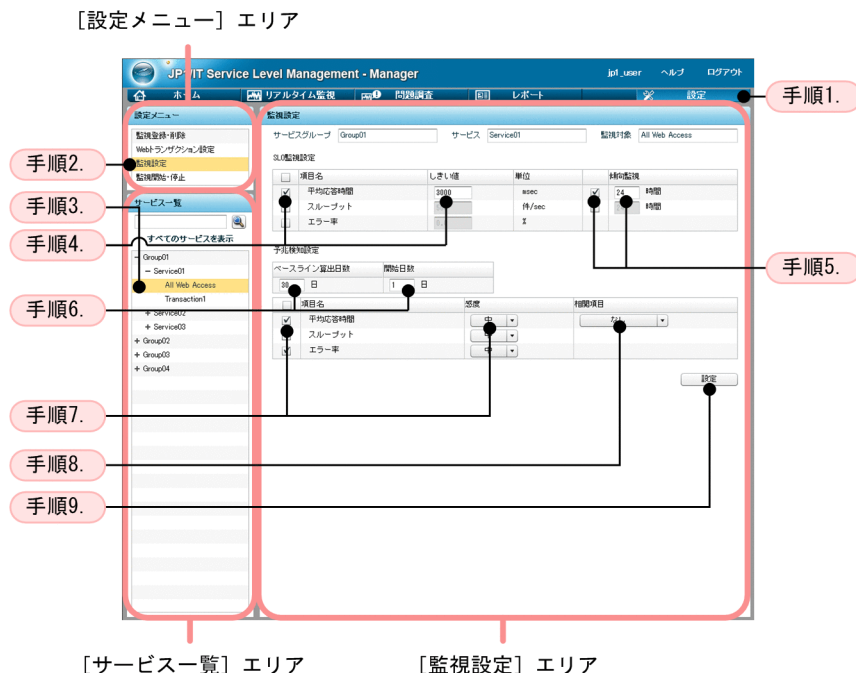 ［設定メニュー］エリア
JP1/IT Service Level Management - Manager
jp1_user ヘルプ ログアウト
ホーム リアルタイム監視 問題調査 レポート 設定
手順1.
設定メニュー
監視登録・削除
Webトランザクション設定
監視設定
監視開始・停止
手順2.
手順3.
手順4.
サービス一覧
すべてのサービスを表示
− Group01
− Service01
All Web Access
Transaction1
+ Service02
+ Service03
+ Group02
+ Group03
+ Group04
監視設定
サービスグループ Group01 サービス Service01 監視対象 All Web Access
SLO監視設定
項目名 しきい値 単位 傾向監視
平均応答時間 3000 msec 24 時間
スループット 件/sec 時間
エラー率 %
手順5.
予兆検知設定
ベースライン算出日数 開始日数
30 日 1 日
手順6.
項目名 感度 相関項目
平均応答時間 中 なし
スループット 中
エラー率 中
設定
手順7.
手順8.
手順9.
［サービス一覧］エリア
［監視設定］エリア